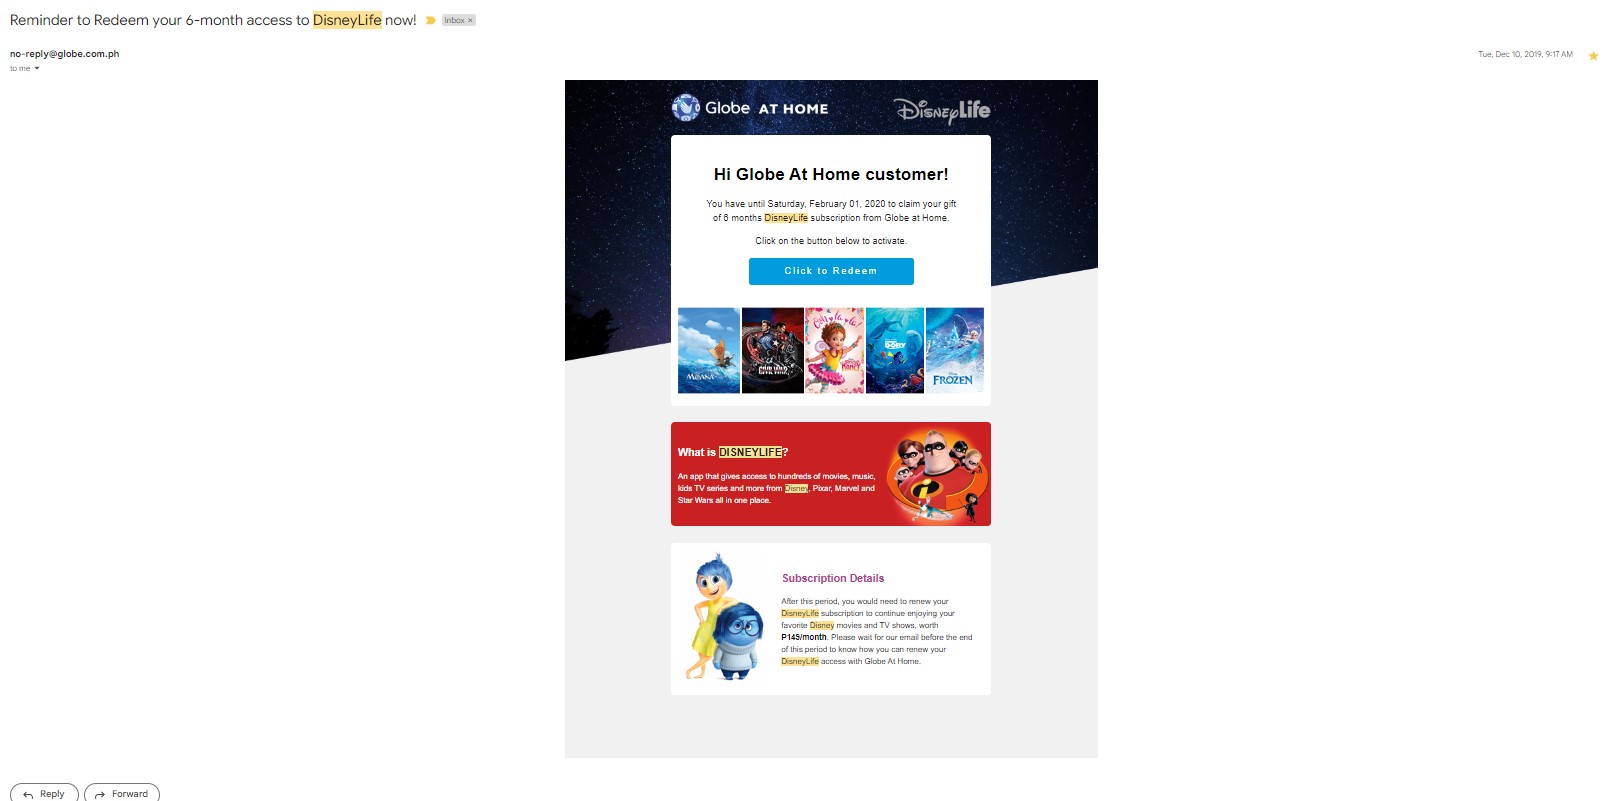 Reminder to Redeem your 6-month access to DisneyLife now! Inbox ×
no-reply@globe.com.ph
Tue, Dec 10, 2019, 9:17 AM
to me
Globe AT HOME
DisneyLife
Hi Globe At Home customer!
You have until Saturday, February 01, 2020 to claim your gift
of 6 months DisneyLife subscription from Globe at Home.
Click on the button below to activate.
Click to Redeem
MOANA
CIVIL WAR
Ooh la la!
FANCY NANCY
DORY
FROZEN
What is DISNEYLIFE?
An app that gives access to hundreds of movies, music,
kids TV series and more from Disney, Pixar, Marvel and
Star Wars all in one place.
Subscription Details
After this period, you would need to renew your
DisneyLife subscription to continue enjoying your
favorite Disney movies and TV shows, worth
P149/month. Please wait for our email before the end
of this period to know how you can renew your
DisneyLife access with Globe At Home.
Reply
Forward